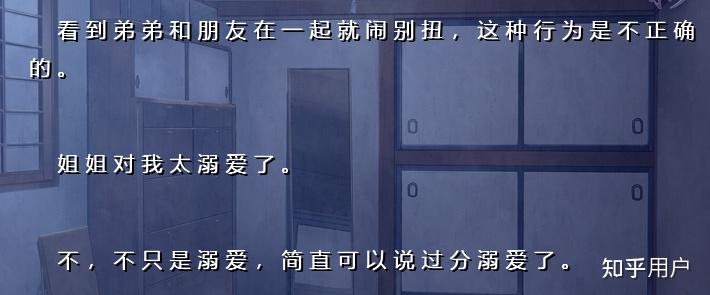 看到弟弟和朋友在一起就闹别扭，这种行为是不正确
的。
姐姐对我太溺爱了。
不，不只是溺爱，简直可以说过分溺爱了。
知乎用户